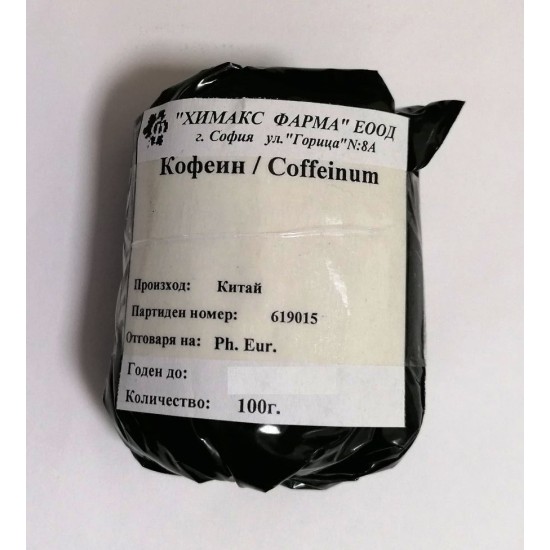 "ХИМАКС ФАРМА" ЕООД
г. София ул."Горица"N:8А
Кофеин / Coffeinum
Произход: Китай
Партиден номер: 619015
Отговаря на: Ph. Eur.
Годен до:
Количество: 100г.